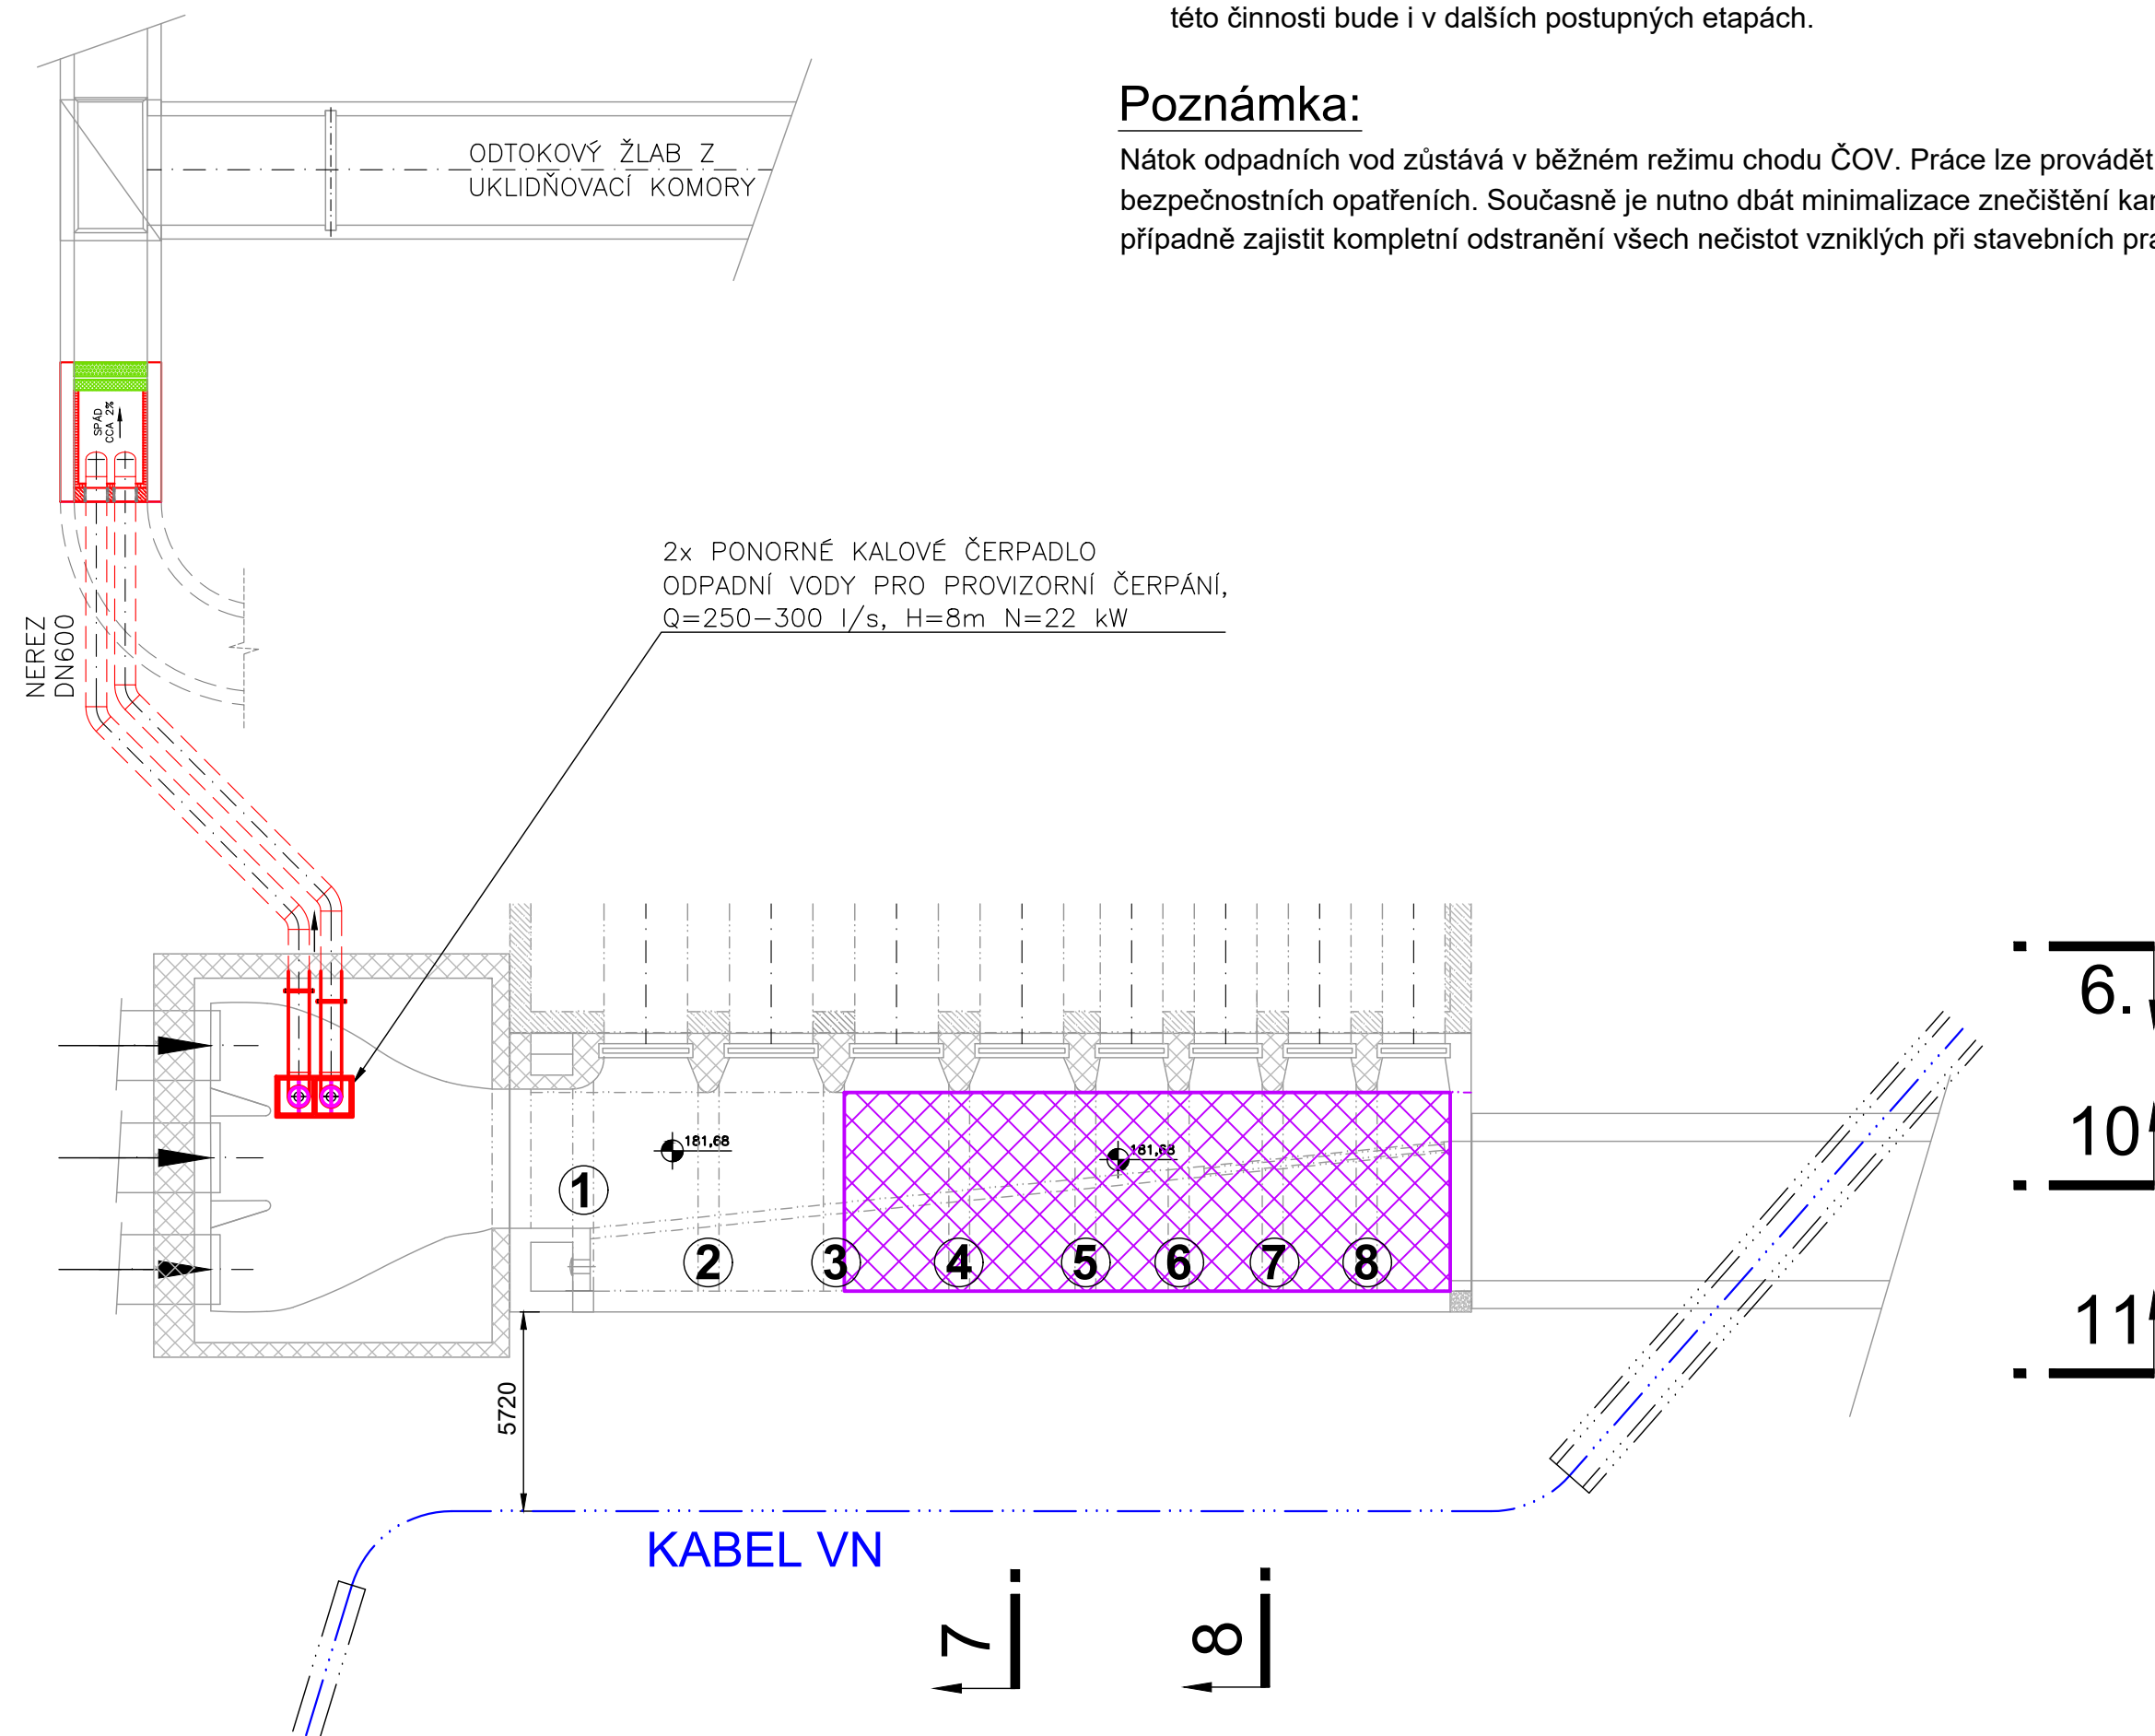 této činnosti bude i v dalších postupných etapách.
Poznámka:
Nátok odpadních vod zůstává v běžném režimu chodu ČOV. Práce lze provádět
bezpečnostních opatřeních. Současně je nutno dbát minimalizace znečištění
případně zajistit kompletní odstranění všech nečistot vzniklých při stavebních
ODTOKOVÝ ŽLAB Z
UKLIDŇOVACÍ KOMORY
SPÁD
CCA 2%
2x PONORNÉ KALOVÉ ČERPADLO
ODPADNÍ VODY PRO PROVIZORNÍ ČERPÁNÍ,
Q=250-300 l/s, H=8m N=22 kW
NEREZ
DN600
6.
10
11
181,68
181,68
1
2
3
4
5
6
7
8
5720
KABEL VN
7
8